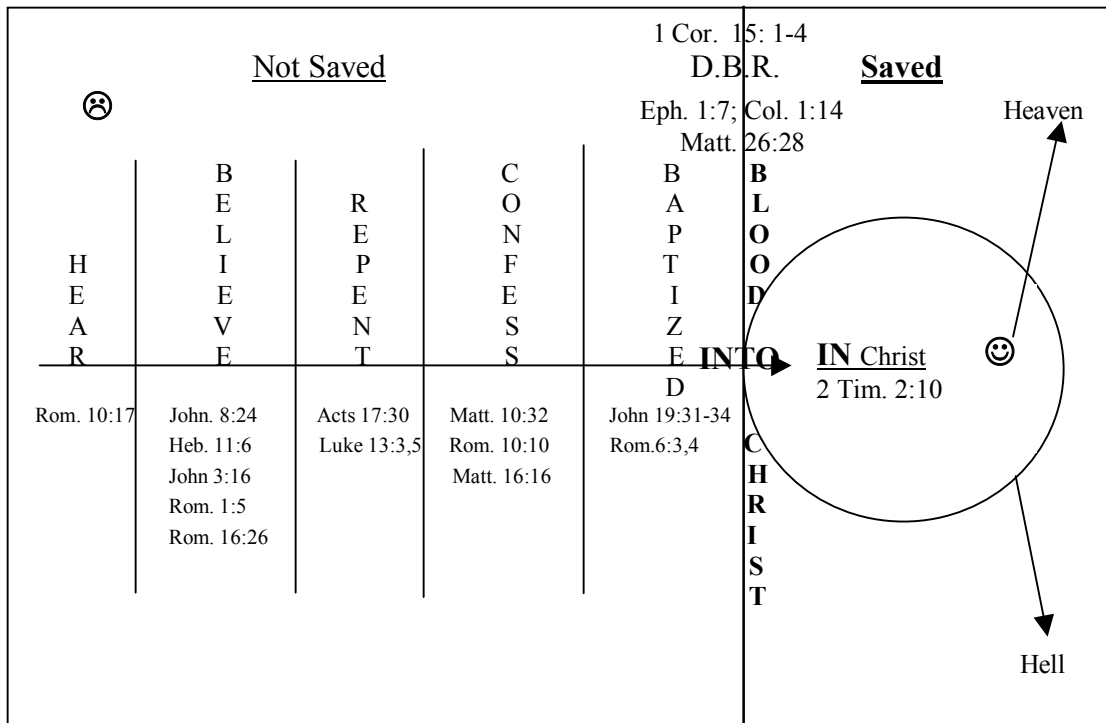 1 Cor. 15: 1-4
Not Saved
D.B.R.
Saved
Eph. 1:7; Col. 1:14
Heaven
Matt. 26:28
HEAR
BELIEVE
REPENT
CONFESS
BAPTIZED
BLOOD
INTO
CHRIST
IN Christ
2 Tim. 2:10
Rom. 10:17
John. 8:24
Heb. 11:6
John 3:16
Rom. 1:5
Rom. 16:26
Acts 17:30
Luke 13:3,5
Matt. 10:32
Rom. 10:10
Matt. 16:16
John 19:31-34
Rom.6:3,4
Hell